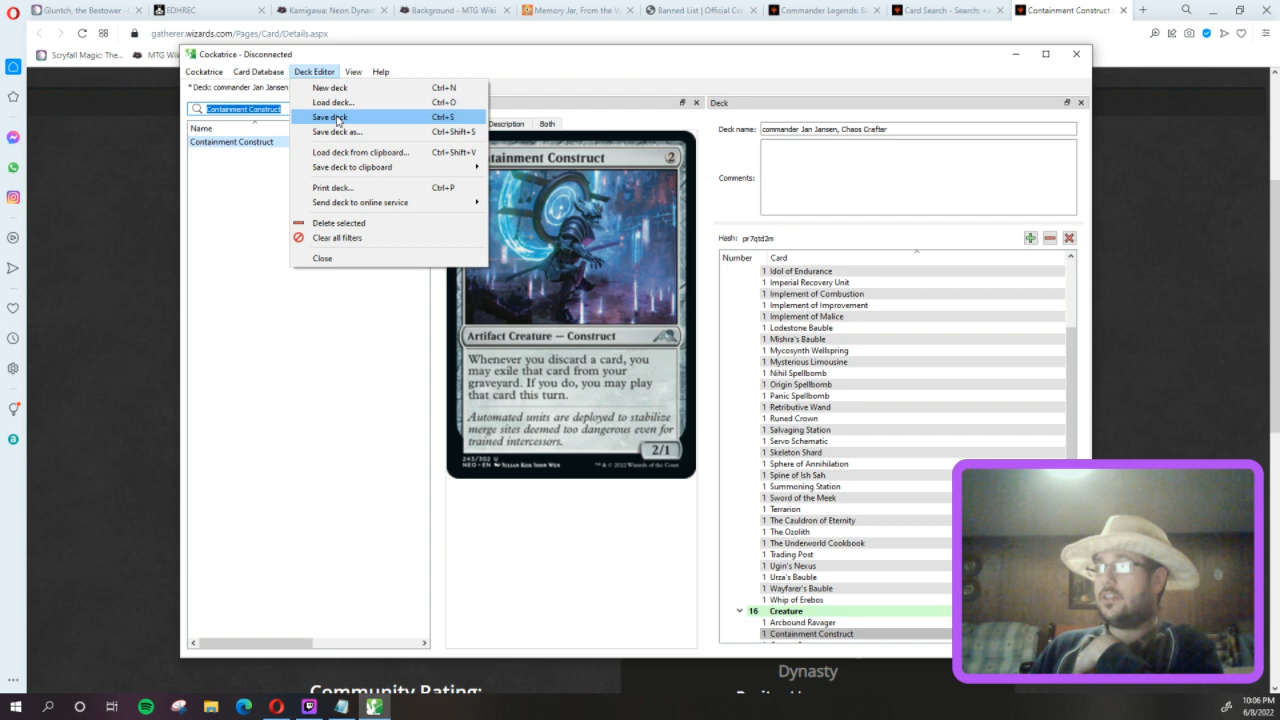 Gluntch, the Bestower - L
EDHREC
Kamigawa: Neon Dynast
Background - MTG Wiki
Memory Jar, From the V
Banned List | Official Co
Commander Legends: B
Card Search - Search: +
Containment Construct
gatherer.wizards.com/Pages/Card/Details.aspx
Scryfall Magic: The...
MTG Wik
Cockatrice - Disconnected
Cockatrice
Card Database
Deck Editor
View
Help
*Deck: commander Jan Jansen,
Containment Construct
Name
Containment Construct
New deck Ctrl+N
Load deck... Ctrl+O
Save deck Ctrl+S
Save deck as... Ctrl+Shift+S
Load deck from clipboard... Ctrl+Shift+V
Save deck to clipboard
Print deck... Ctrl+P
Send deck to online service
Delete selected
Clear all filters
Close
Description
Both
tainment Construct 2
Artifact Creature — Construct
Whenever you discard a card, you
may exile that card from your
graveyard. If you do, you may play
that card this turn.
Automated units are deployed to stabilize
merge sites deemed too dangerous even for
trained intercessors.
2/1
243/302 U
NEO • EN
™ & © 2022 Wizards of the Coast
Deck
Deck name:
commander Jan Jansen, Chaos Crafter
Comments:
Hash: pr7qtd2m
Number Card
1 Idol of Endurance
1 Imperial Recovery Unit
1 Implement of Combustion
1 Implement of Improvement
1 Implement of Malice
1 Lodestone Bauble
1 Mishra's Bauble
1 Mycosynth Wellspring
1 Mysterious Limousine
1 Nihil Spellbomb
1 Origin Spellbomb
1 Panic Spellbomb
1 Retributive Wand
1 Runed Crown
1 Salvaging Station
1 Servo Schematic
1 Skeleton Shard
1 Sphere of Annihilation
1 Spine of Ish Sah
1 Summoning Station
1 Sword of the Meek
1 Terrarion
1 The Cauldron of Eternity
1 The Ozolith
1 The Underworld Cookbook
1 Trading Post
1 Ugin's Nexus
1 Urza's Bauble
1 Wayfarer's Bauble
1 Whip of Erebos
16 Creature
1 Arcbound Ravager
1 Containment Construct
Community Rating:
Dynasty
10:06 PM
6/8/2022